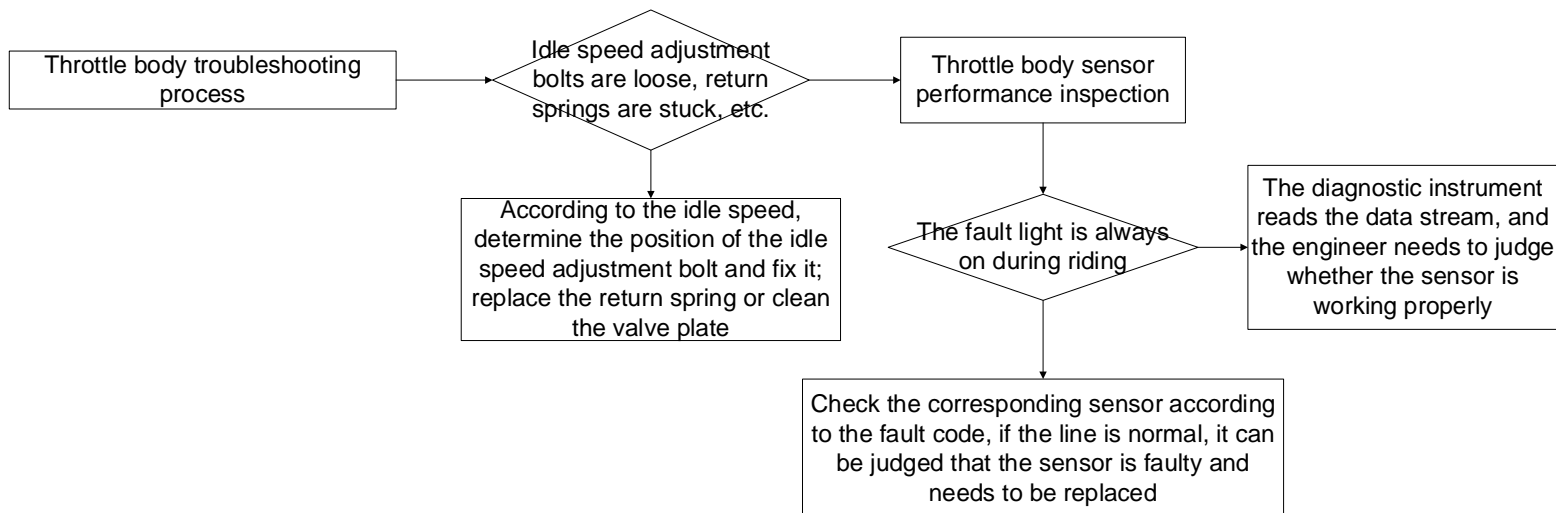 Throttle body troubleshooting
process
Idle speed adjustment
bolts are loose, return
springs are stuck, etc.
Throttle body sensor
performance inspection
According to the idle speed,
determine the position of the idle
speed adjustment bolt and fix it;
replace the return spring or clean
the valve plate
The fault light is always
on during riding
The diagnostic instrument
reads the data stream, and
the engineer needs to judge
whether the sensor is
working properly
Check the corresponding sensor according
to the fault code, if the line is normal, it can
be judged that the sensor is faulty and
needs to be replaced